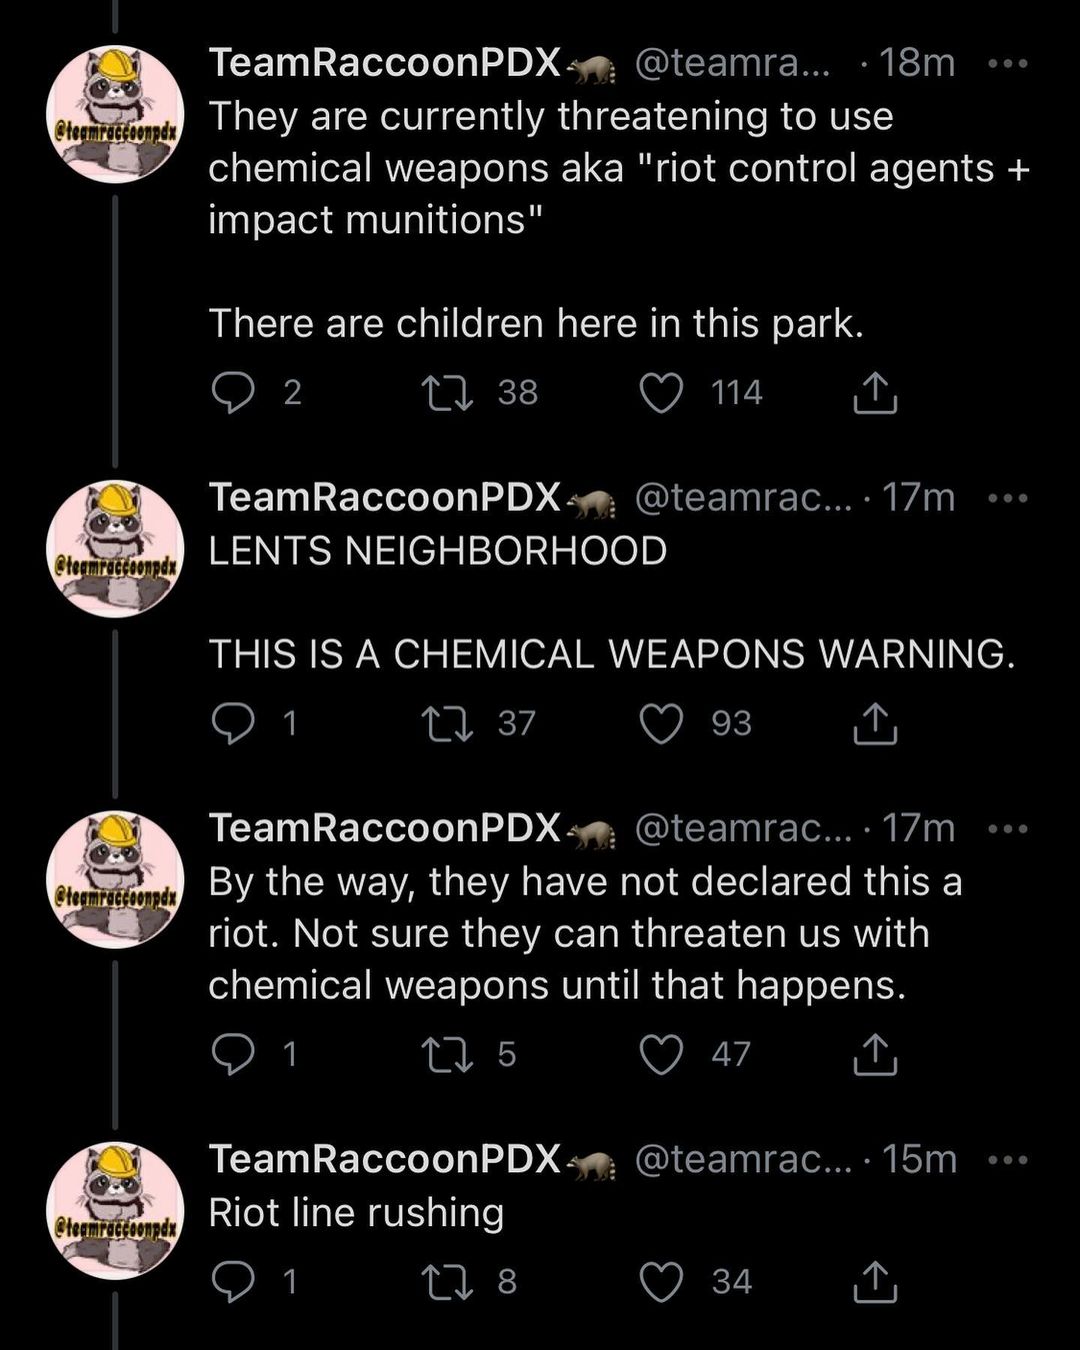 TeamRaccoonPDX🦝 @teamra... · 18m
@teamraccoonpdx
They are currently threatening to use
chemical weapons aka "riot control agents +
impact munitions"
There are children here in this park.
2 38 114
TeamRaccoonPDX🦝 @teamrac... · 17m
@teamraccoonpdx
LENTS NEIGHBORHOOD
THIS IS A CHEMICAL WEAPONS WARNING.
1 37 93
TeamRaccoonPDX🦝 @teamrac... · 17m
@teamraccoonpdx
By the way, they have not declared this a
riot. Not sure they can threaten us with
chemical weapons until that happens.
1 5 47
TeamRaccoonPDX🦝 @teamrac... · 15m
@teamraccoonpdx
Riot line rushing
1 8 34